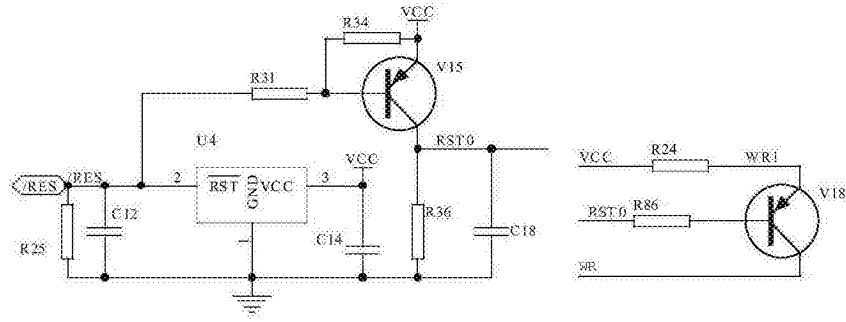 VCC
R34
V15
R31
U4
RST0
VCC
/RES
/RES
2
RST
GND
VCC
3
1
R25
C12
C14
R36
C18
VCC
R24
WR1
V18
RST0
R86
WR